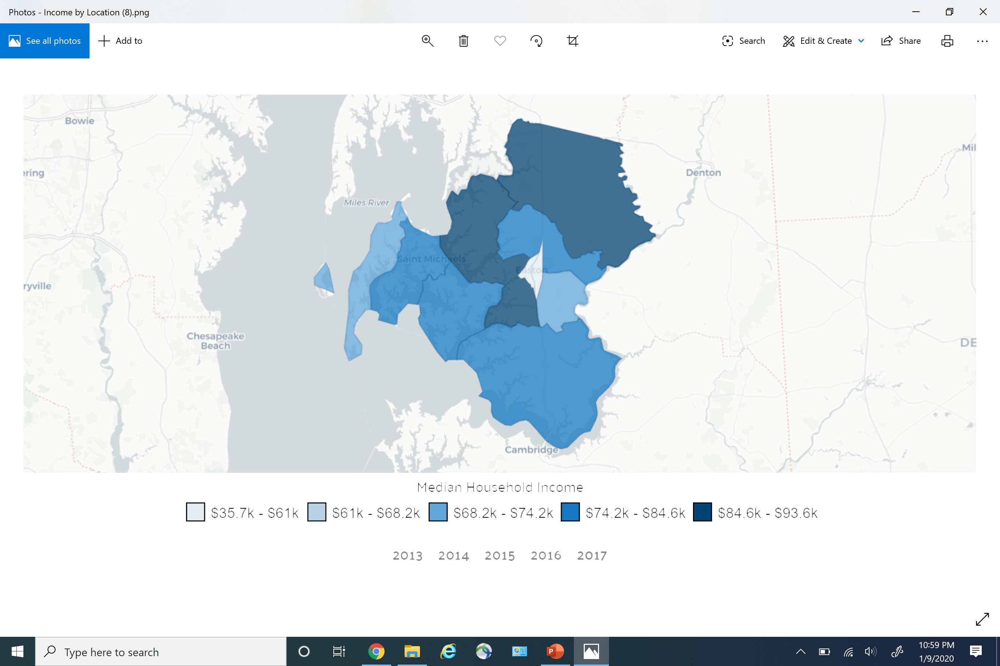 Photos - Income by Location (8).png
See all photos
Add to
Search
Edit & Create
Share
Bowie
Mil
ering
Denton
Miles River
Saint Michaels
Easton
ryville
Chesapeake
Beach
DE
Cambridge
Median Household Income
$35.7k - $61k
$61k - $68.2k
$68.2k - $74.2k
$74.2k - $84.6k
$84.6k - $93.6k
2013 2014 2015 2016 2017
Type here to search
P
10:59 PM
1/9/2020